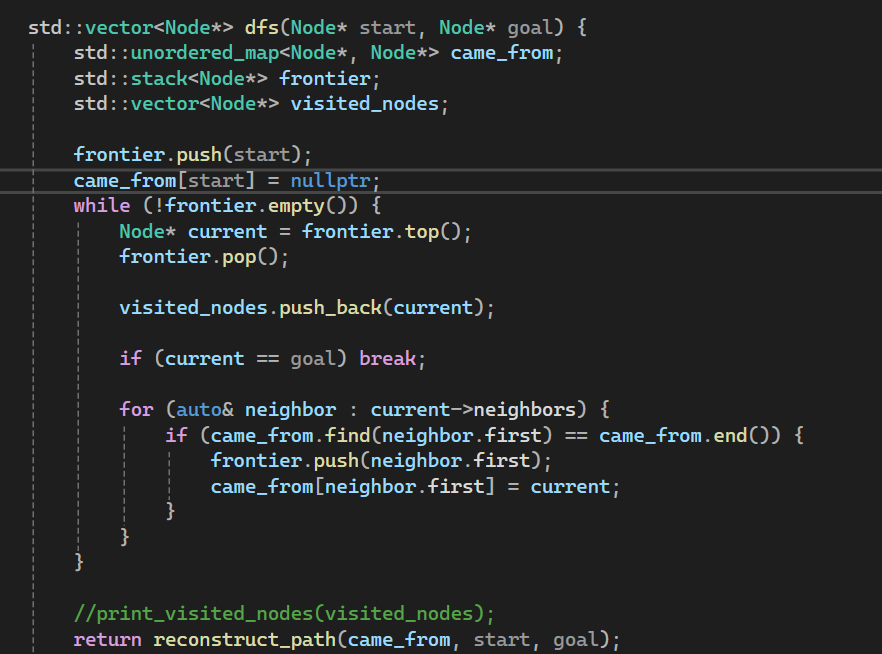 std::vector<Node*> dfs(Node* start, Node* goal) {
    std::unordered_map<Node*, Node*> came_from;
    std::stack<Node*> frontier;
    std::vector<Node*> visited_nodes;

    frontier.push(start);
    came_from[start] = nullptr;
    while (!frontier.empty()) {
        Node* current = frontier.top();
        frontier.pop();

        visited_nodes.push_back(current);

        if (current == goal) break;

        for (auto& neighbor : current->neighbors) {
            if (came_from.find(neighbor.first) == came_from.end()) {
                frontier.push(neighbor.first);
                came_from[neighbor.first] = current;
            }
        }
    }

    //print_visited_nodes(visited_nodes);
    return reconstruct_path(came_from, start, goal);